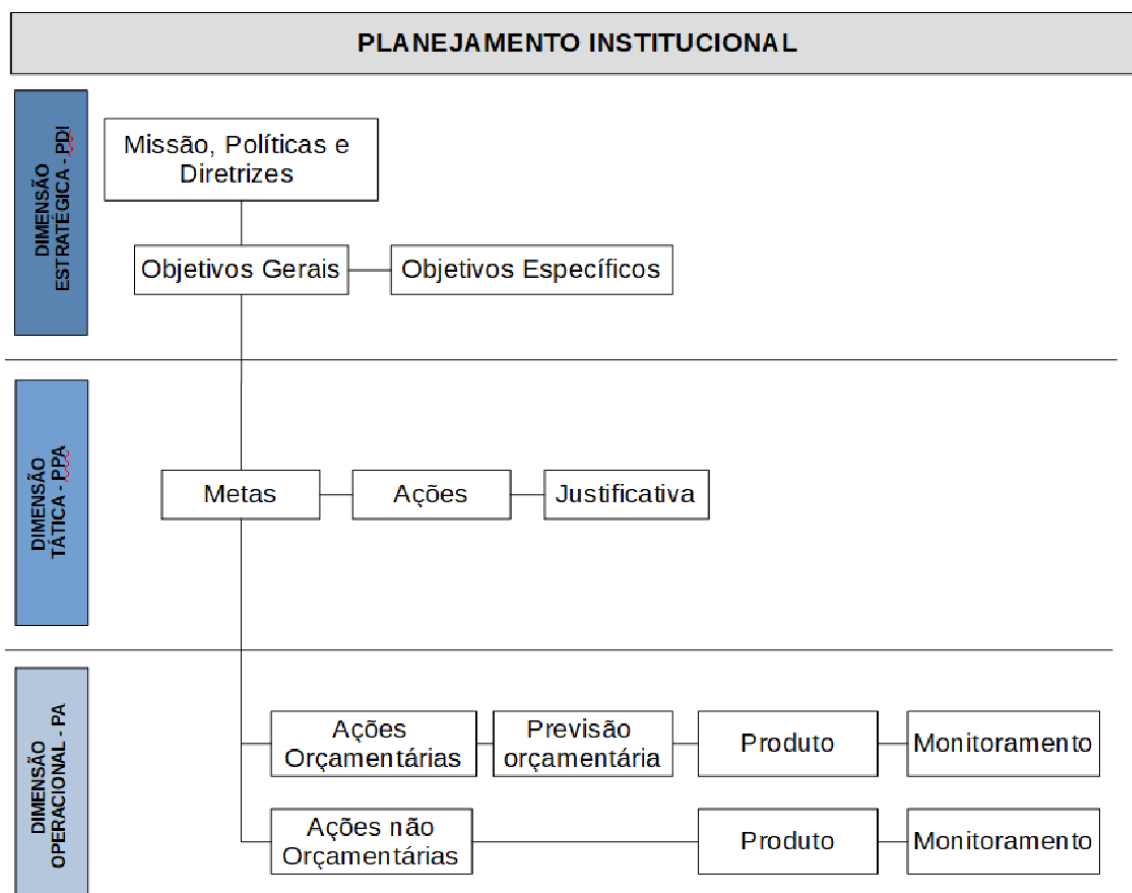 PLANEJAMENTO INSTITUCIONAL
DIMENSÃO
ESTRATÉGICA - PDI
Missão, Políticas e
Diretrizes
Objetivos Gerais
Objetivos Específicos
DIMENSÃO
TÁTICA - PPA
Metas
Ações
Justificativa
DIMENSÃO
OPERACIONAL - PA
Ações
Orçamentárias
Previsão
orçamentária
Produto
Monitoramento
Ações não
Orçamentárias
Produto
Monitoramento